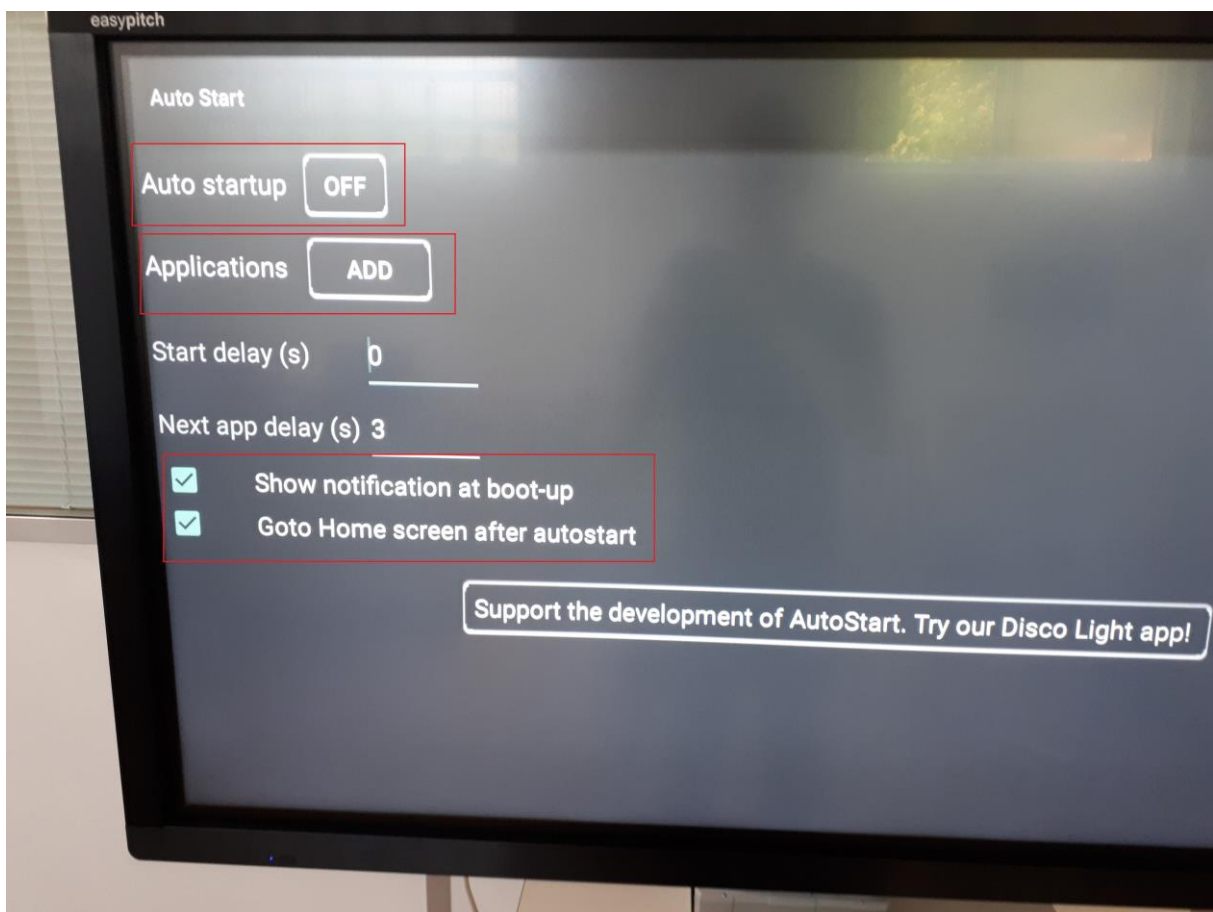 easypitch
Auto Start
Auto startup OFF
Applications ADD
Start delay (s) 0
Next app delay (s) 3
Show notification at boot-up
Goto Home screen after autostart
Support the development of AutoStart. Try our Disco Light app!